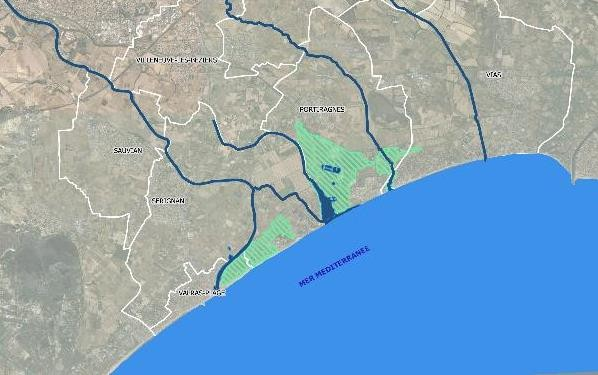 VILLENEUVE-LES-BEZIERS
VIAS
PORTIRAGNES
SAUVIAN
SERIGNAN
MER MEDITERRANEE
VALRAS-PLAGE